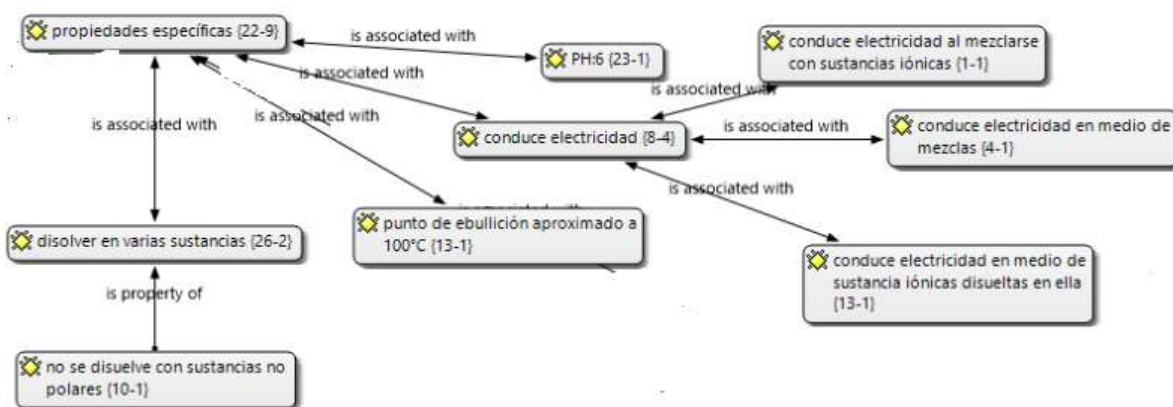 propiedades específicas {22-9}
is associated with
PH:6 {23-1}
conduce electricidad al mezclarse
con sustancias iónicas {1-1}
is associated with
is associated with
is associated with
is associated with
conduce electricidad {8-4}
is associated with
conduce electricidad en medio de
mezclas {4-1}
is associated with
disolver en varias sustancias {26-2}
punto de ebullición aproximado a
100°C {13-1}
conduce electricidad en medio de
sustancia iónicas disueltas en ella
{13-1}
is property of
no se disuelve con sustancias no
polares {10-1}